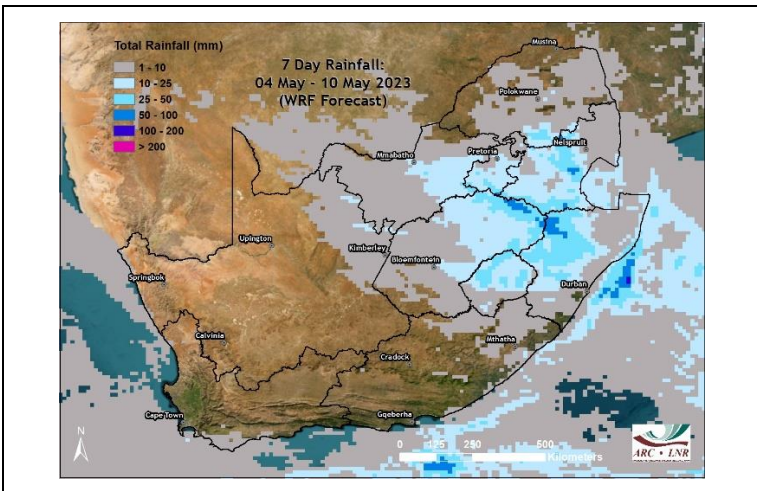 Total Rainfall (mm)
1 - 10
10 - 25
25 - 50
50 - 100
100 - 200
> 200
7 Day Rainfall:
04 May - 10 May 2023
(WRF Forecast)
Musina
Polokwane
Nelspruit
Pretoria
Mmabatho
Upington
Kimberley
Bloemfontein
Springbok
Durban
Calvinia
Mthatha
Cradock
Cape Town
Gqeberha
N
0 125 250 500
Kilometers
ARC • LNR